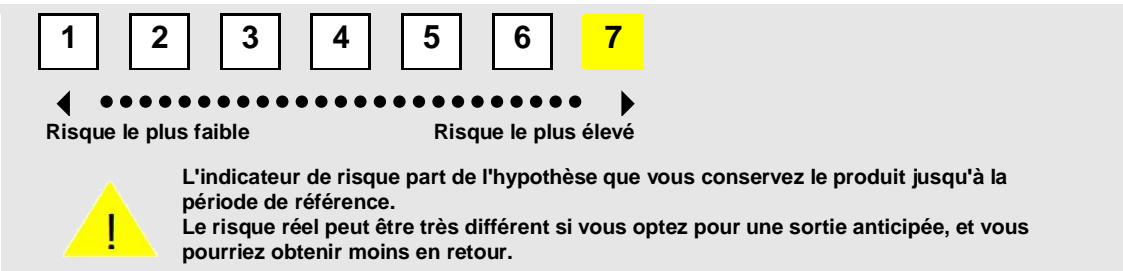 1 2 3 4 5 6 7
Risque le plus faible Risque le plus élevé
L'indicateur de risque part de l'hypothèse que vous conservez le produit jusqu'à la
période de référence.
Le risque réel peut être très différent si vous optez pour une sortie anticipée, et vous
pourriez obtenir moins en retour.
!